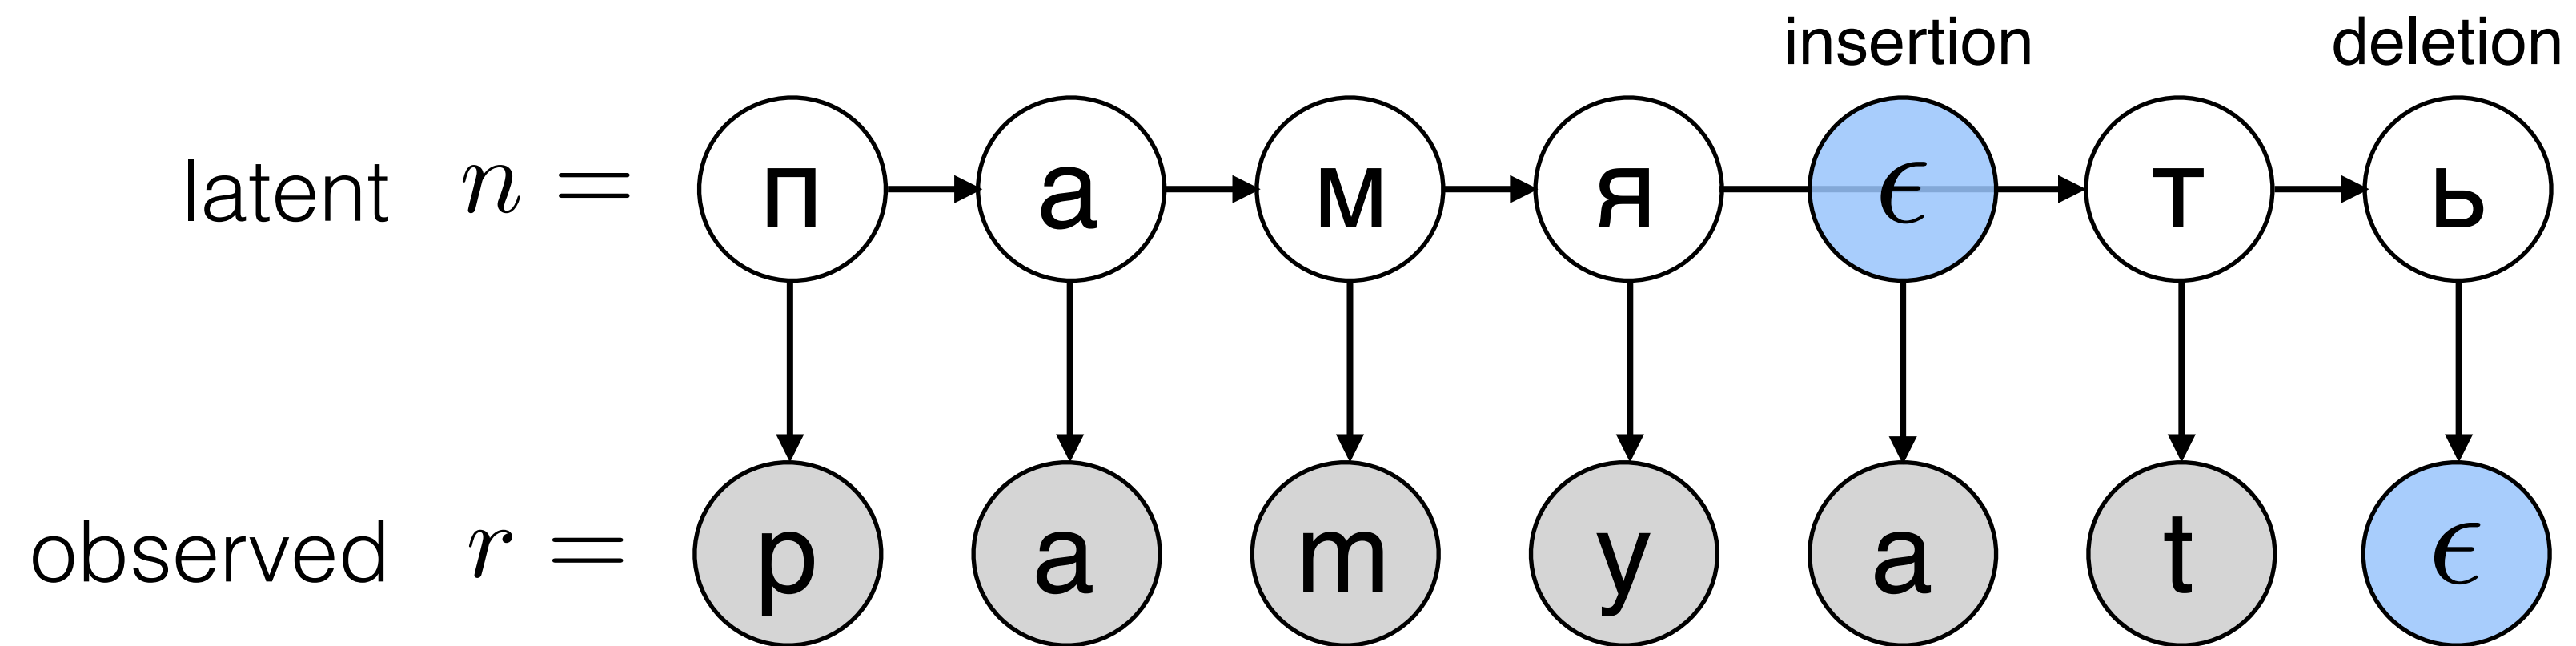 insertion deletion
latent n = п а м я ϵ т ь
observed r = p a m y a t ϵ